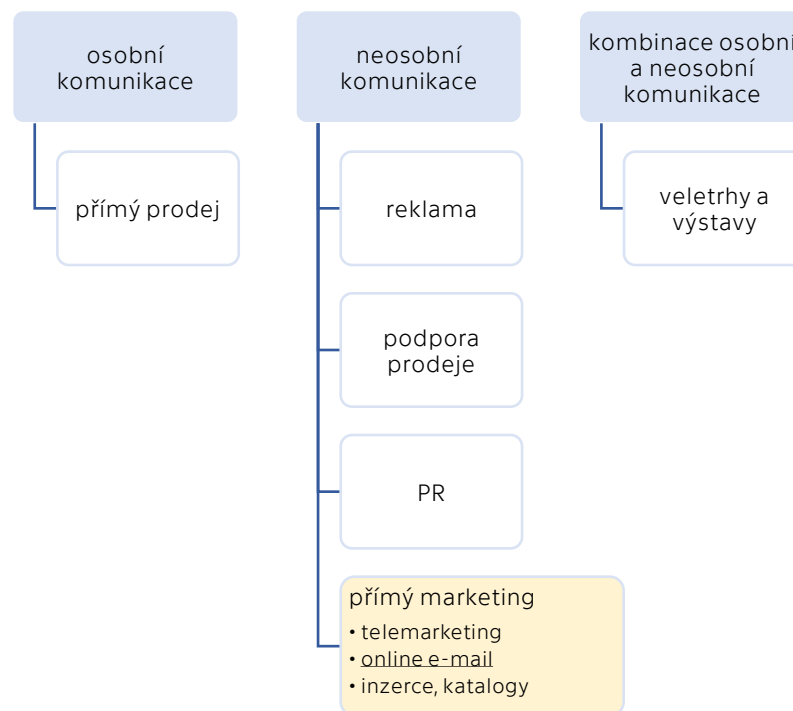 osobní
komunikace
přímý prodej
neosobní
komunikace
reklama
podpora
prodeje
PR
přímý marketing
• telemarketing
• online e-mail
• inzerce, katalogy
kombinace osobní
a neosobní
komunikace
veletrhy a
výstavy